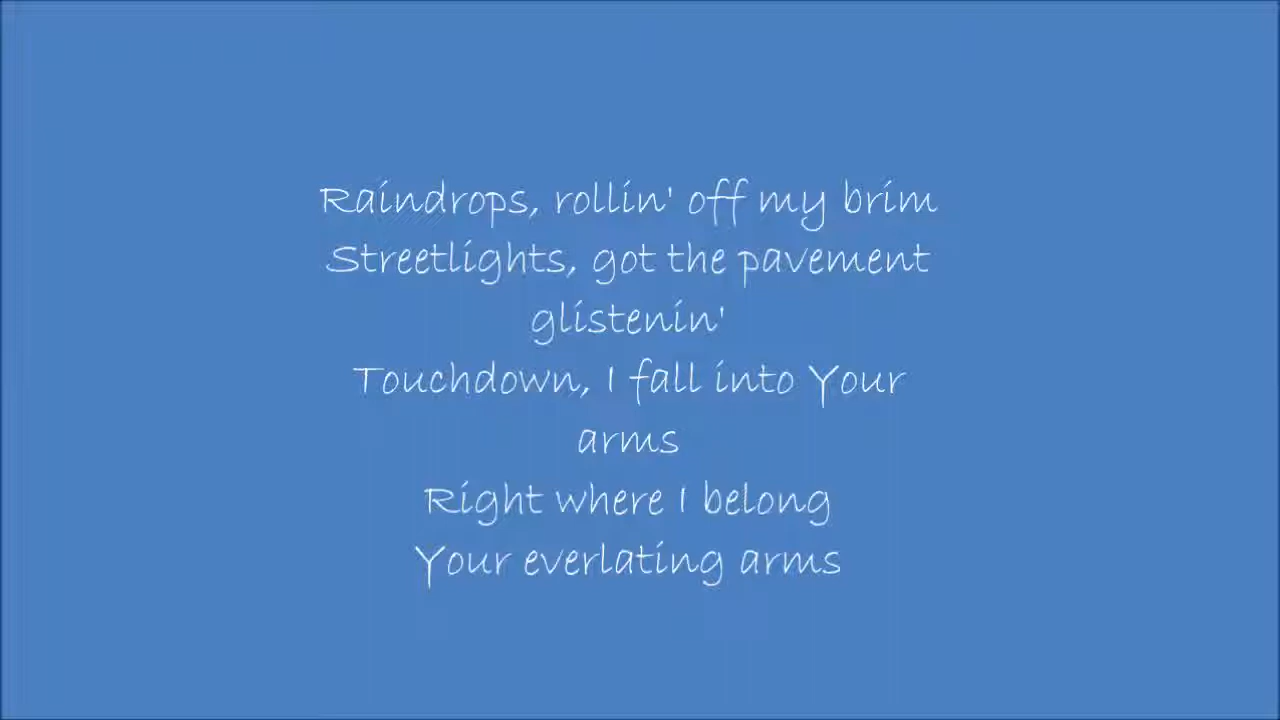 Raindrops, rollin' off my brim
Streetlights, got the pavement
glistenin'
Touchdown, I fall into Your
arms
Right where I belong
Your everlating arms